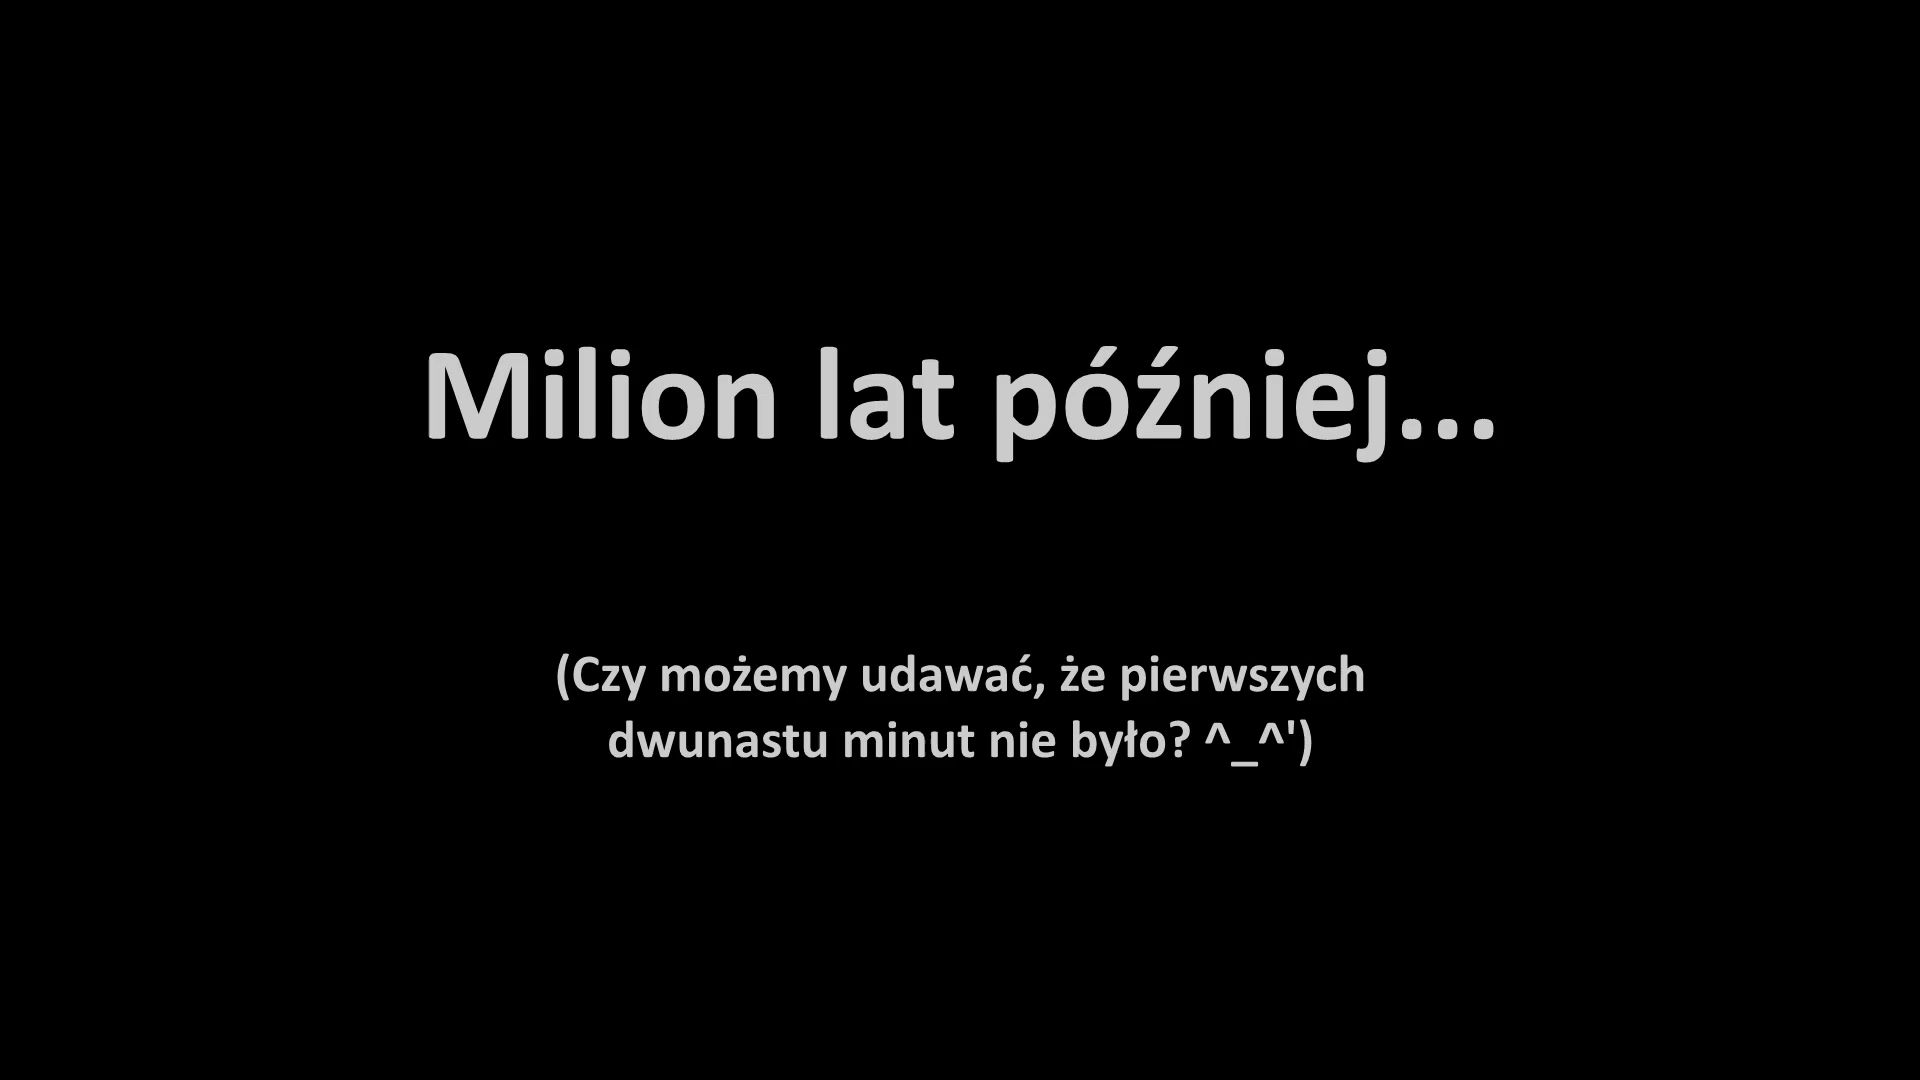 Milion lat później...
(Czy możemy udawać, że pierwszych
dwunastu minut nie było? ^_^')